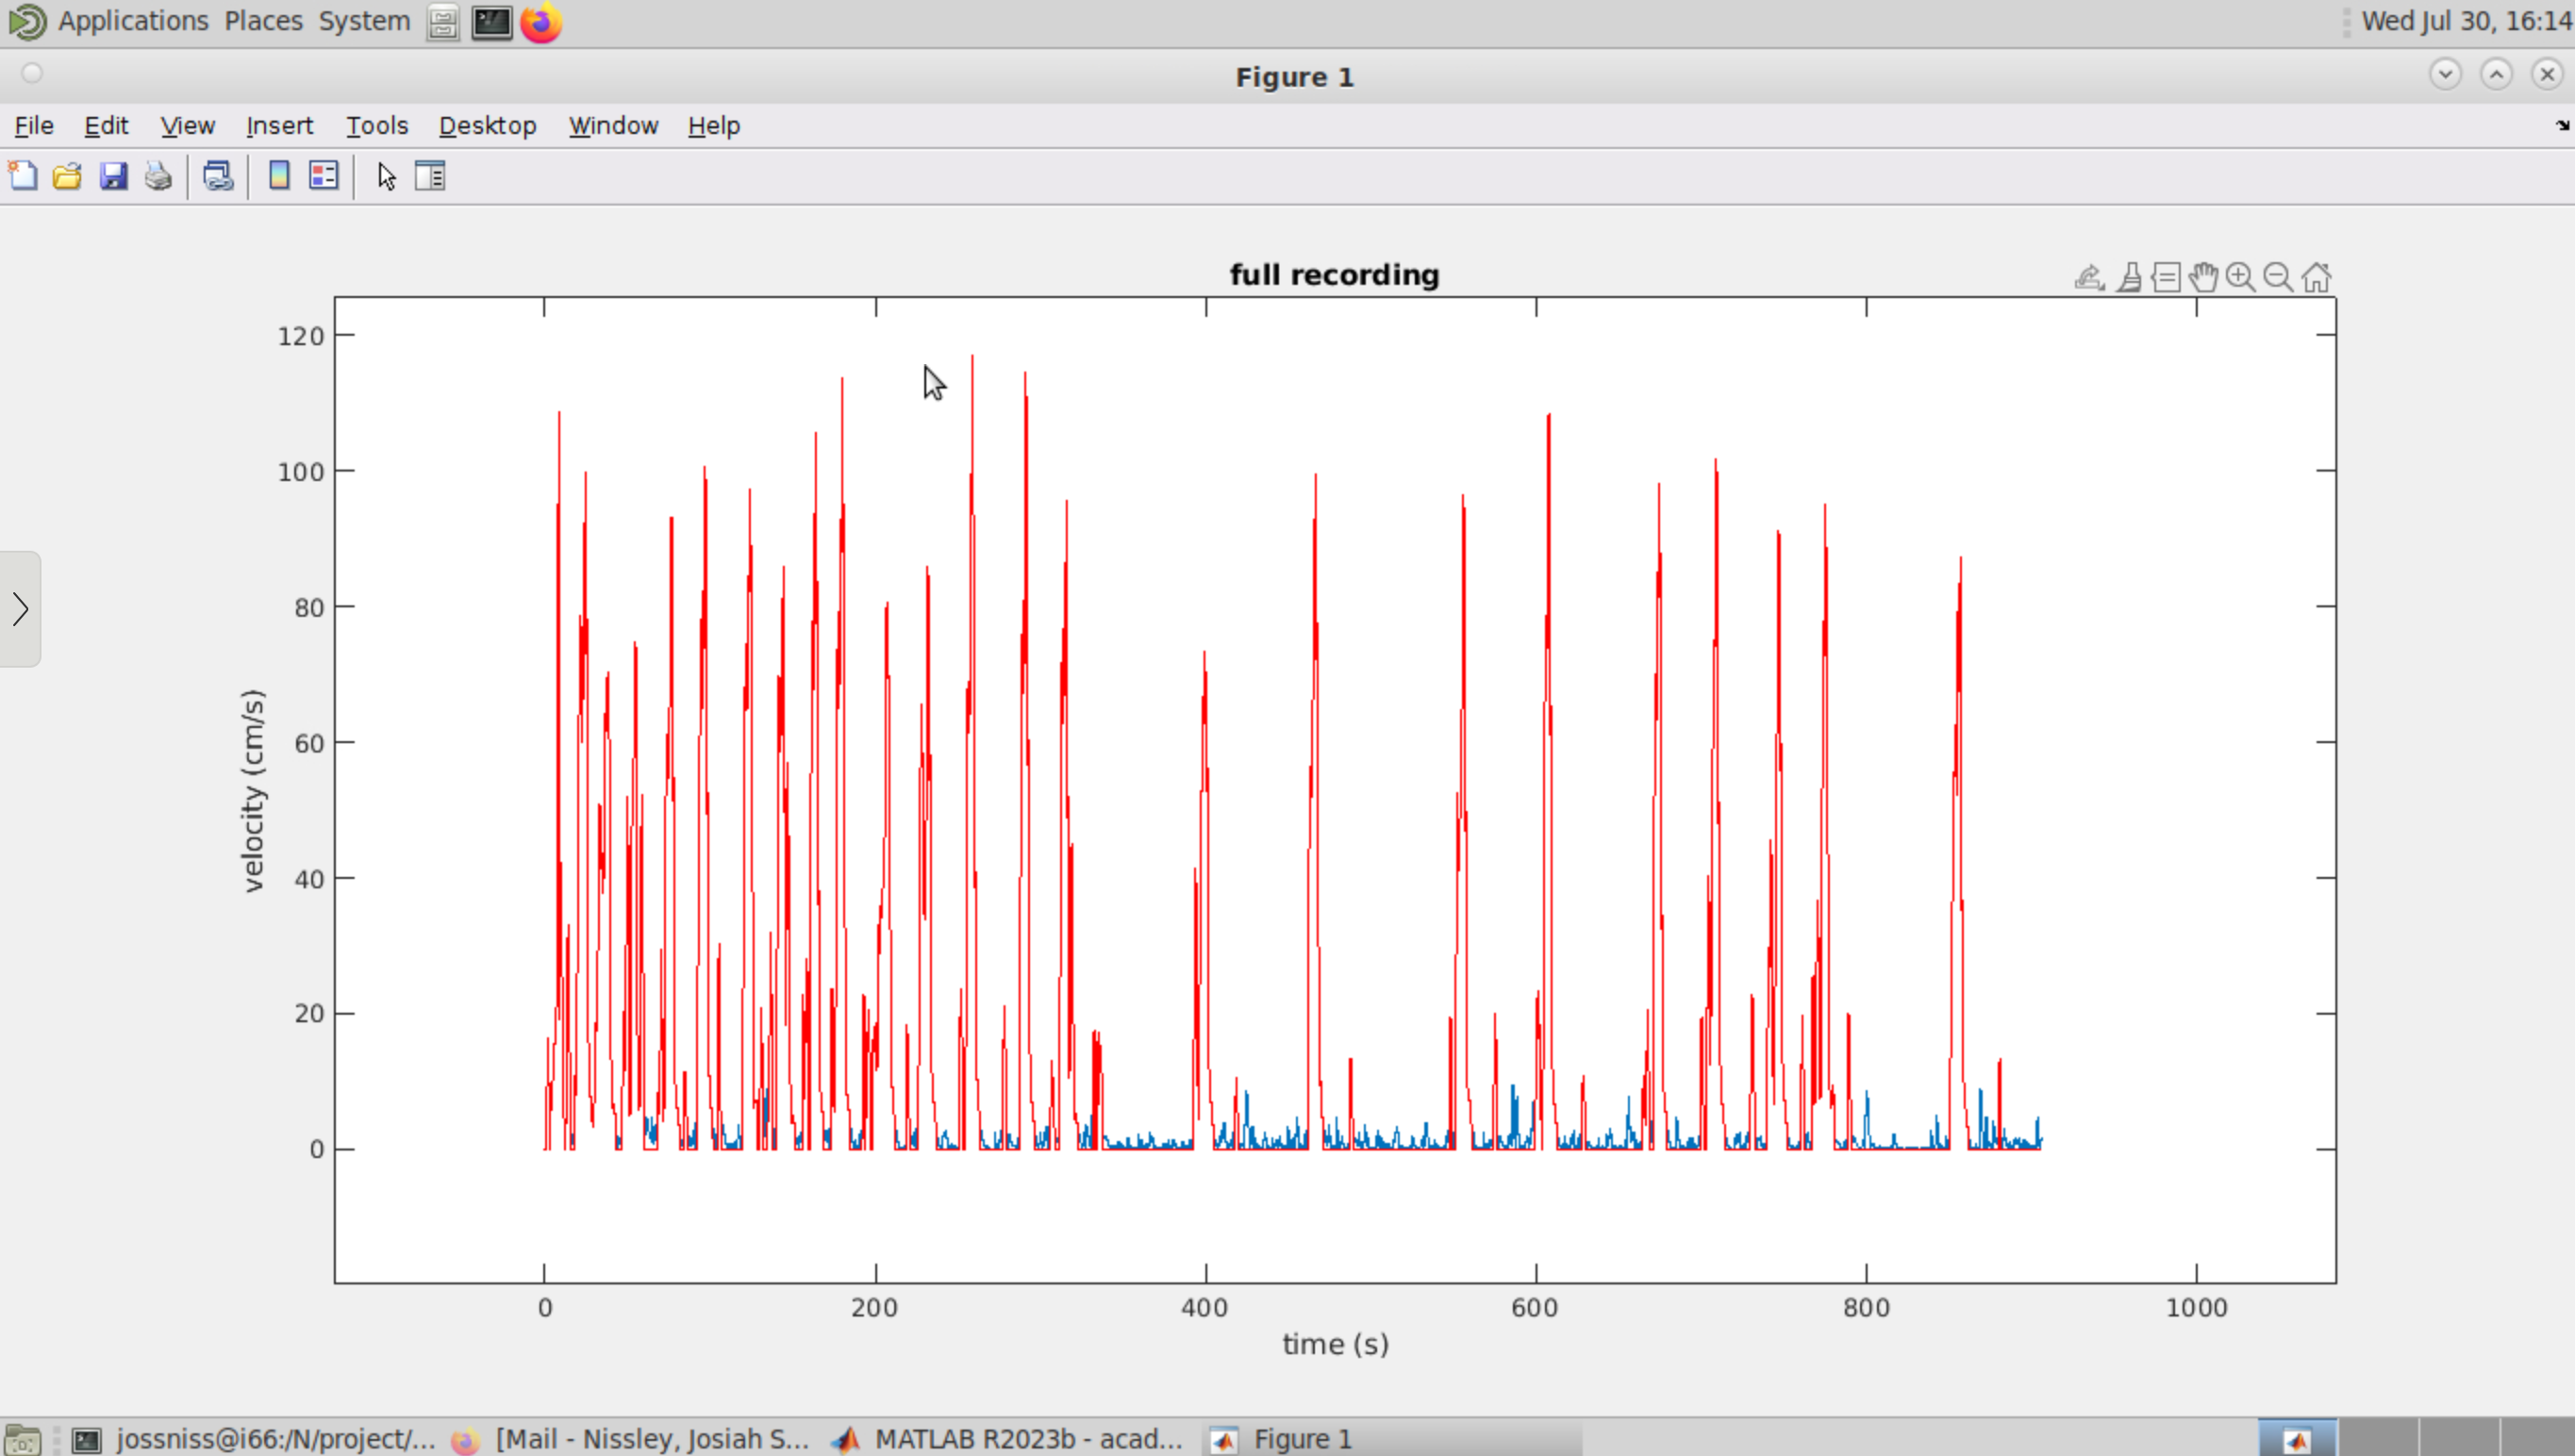 Applications Places System
Wed Jul 30, 16:14
Figure 1
File Edit View Insert Tools Desktop Window Help
full recording
120
100
80
60
40
20
0
velocity (cm/s)
0 200 400 600 800 1000
time (s)
jossniss@i66:/N/project/... [Mail - Nissley, Josiah S... MATLAB R2023b - acad... Figure 1